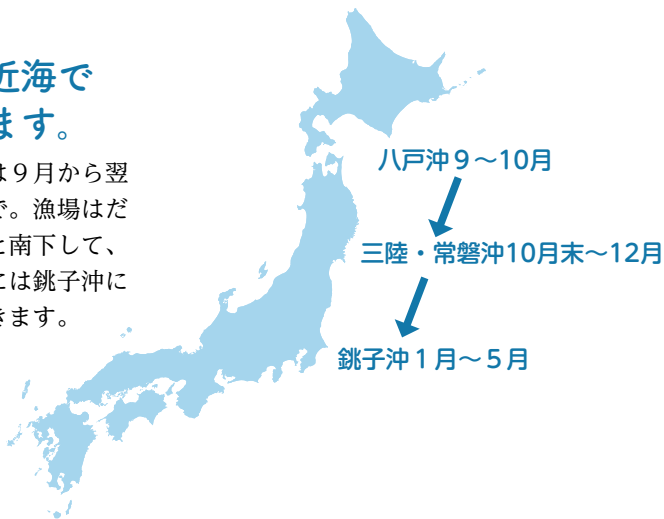 近海で
ます。
は９月から翌
で。漁場はだ
と南下して、
には銚子沖に
きます。
八戸沖９～10月
三陸・常磐沖10月末～12月
銚子沖１月～５月